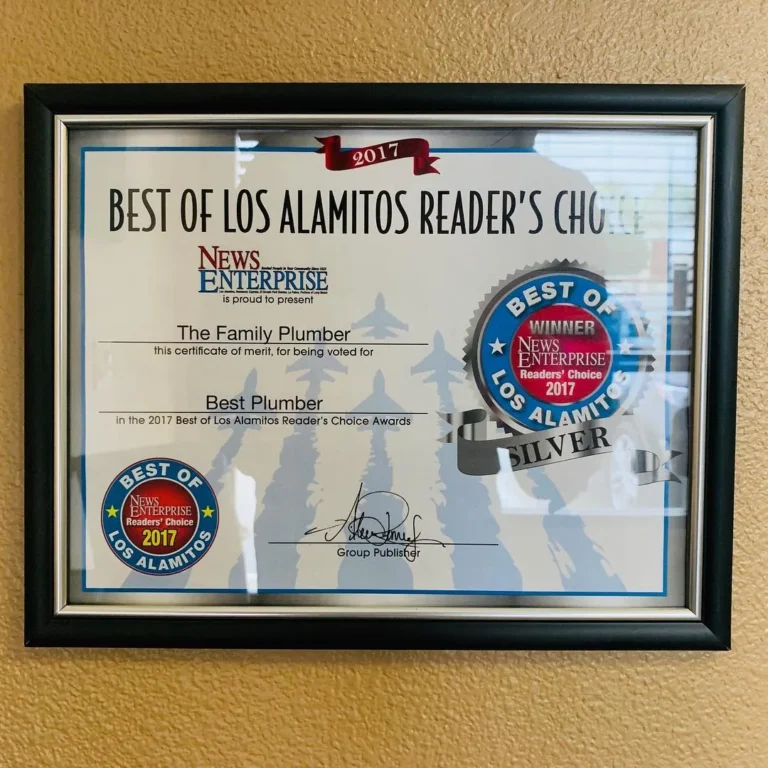 2017
BEST OF LOS ALAMITOS READER'S CHOICE
NEWS
ENTERPRISE
is proud to present
The Family Plumber
this certificate of merit, for being voted for
Best Plumber
in the 2017 Best of Los Alamitos Reader's Choice Awards
BEST OF
WINNER
NEWS
ENTERPRISE
Readers' Choice
2017
LOS ALAMITOS
SILVER
BEST OF
NEWS
ENTERPRISE
Readers' Choice
2017
LOS ALAMITOS
Group Publisher